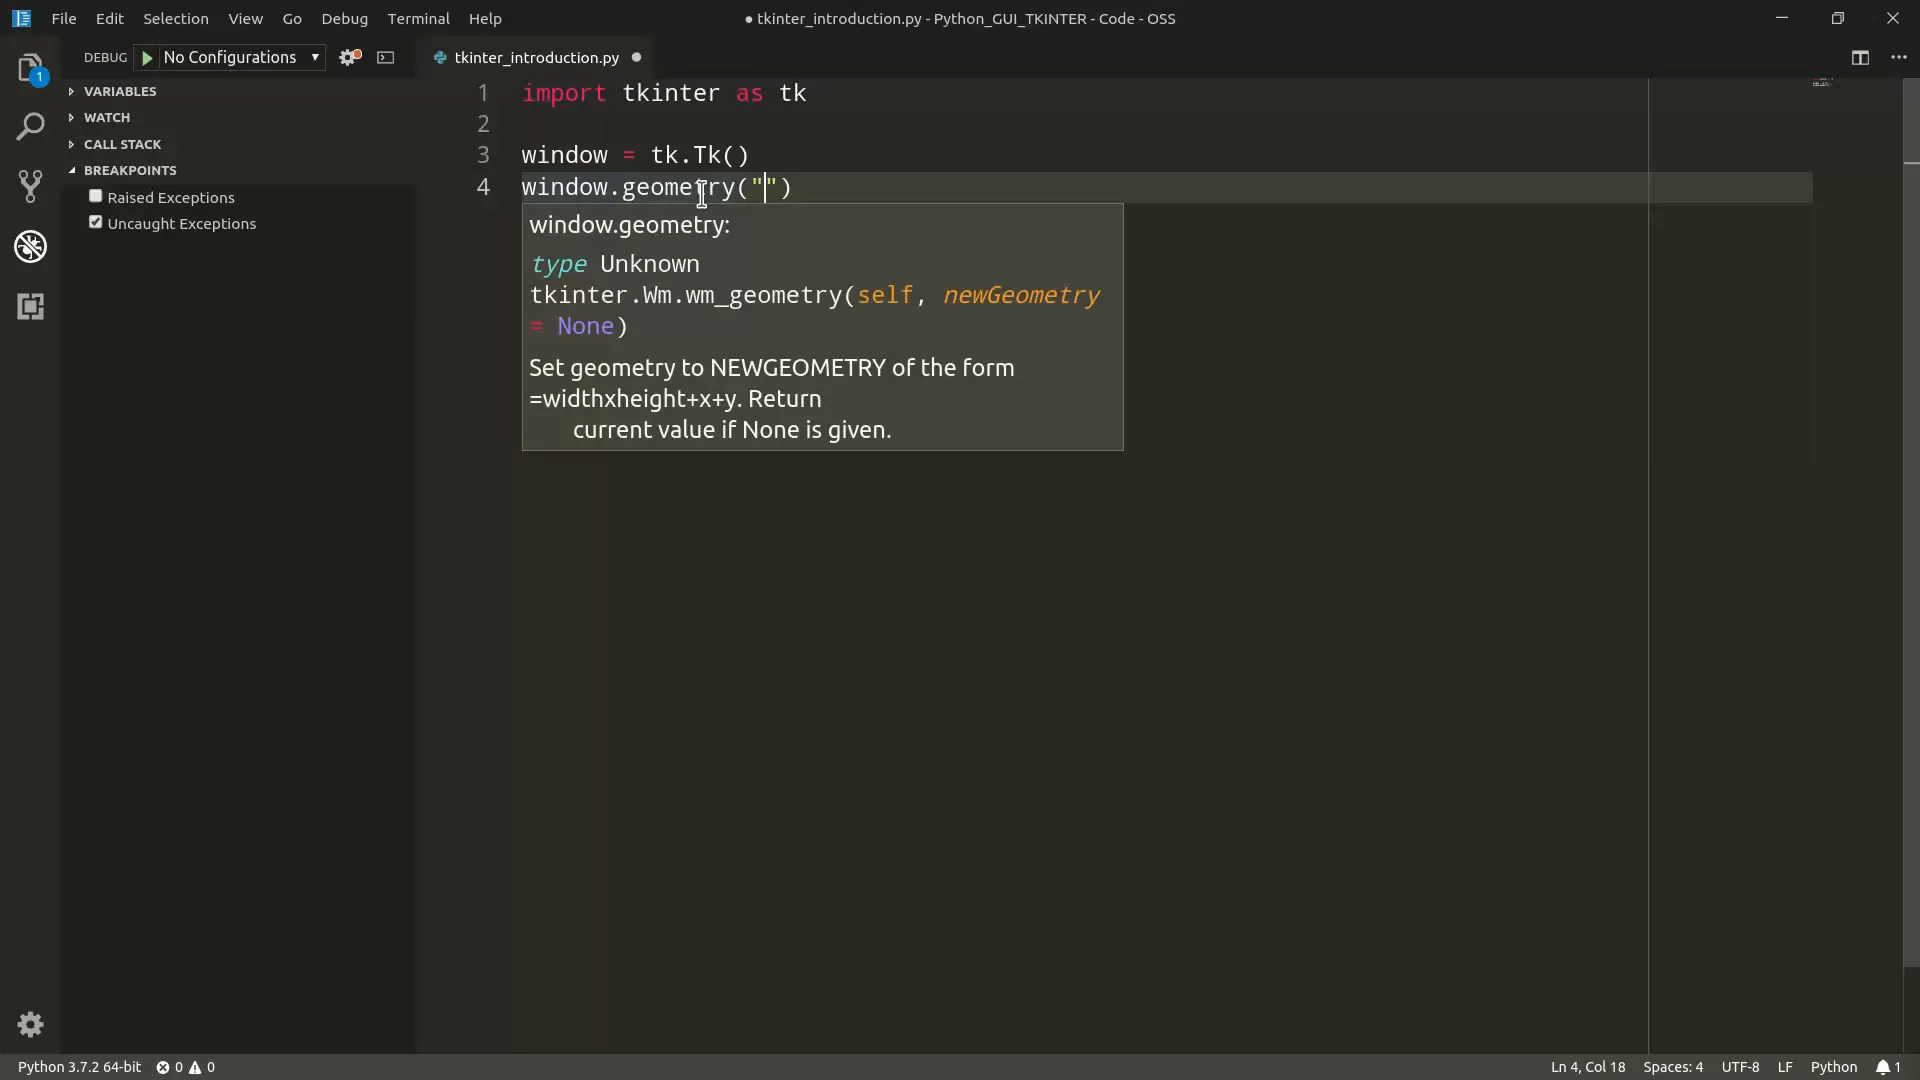 File Edit Selection View Go Debug Terminal Help
● tkinter_introduction.py - Python_GUI_TKINTER - Code - OSS
1
DEBUG No Configurations
tkinter_introduction.py
VARIABLES
WATCH
CALL STACK
BREAKPOINTS
Raised Exceptions
Uncaught Exceptions
1 import tkinter as tk
2
3 window = tk.Tk()
4 window.geometry("")
window.geometry:
type Unknown
tkinter.Wm.wm_geometry(self, newGeometry
= None)
Set geometry to NEWGEOMETRY of the form
=widthxheight+x+y. Return
current value if None is given.
Python 3.7.2 64-bit 0 0 Ln 4, Col 18 Spaces: 4 UTF-8 LF Python 1